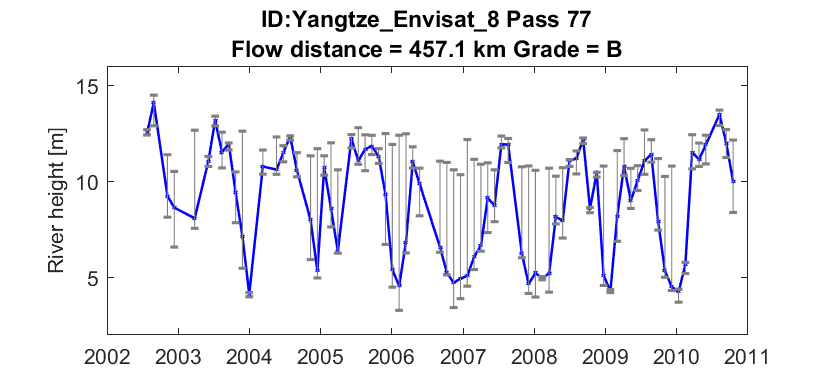 ID:Yangtze_Envisat_8 Pass 77
Flow distance = 457.1 km Grade = B
River height [m]
15
10
5
2002 2003 2004 2005 2006 2007 2008 2009 2010 2011